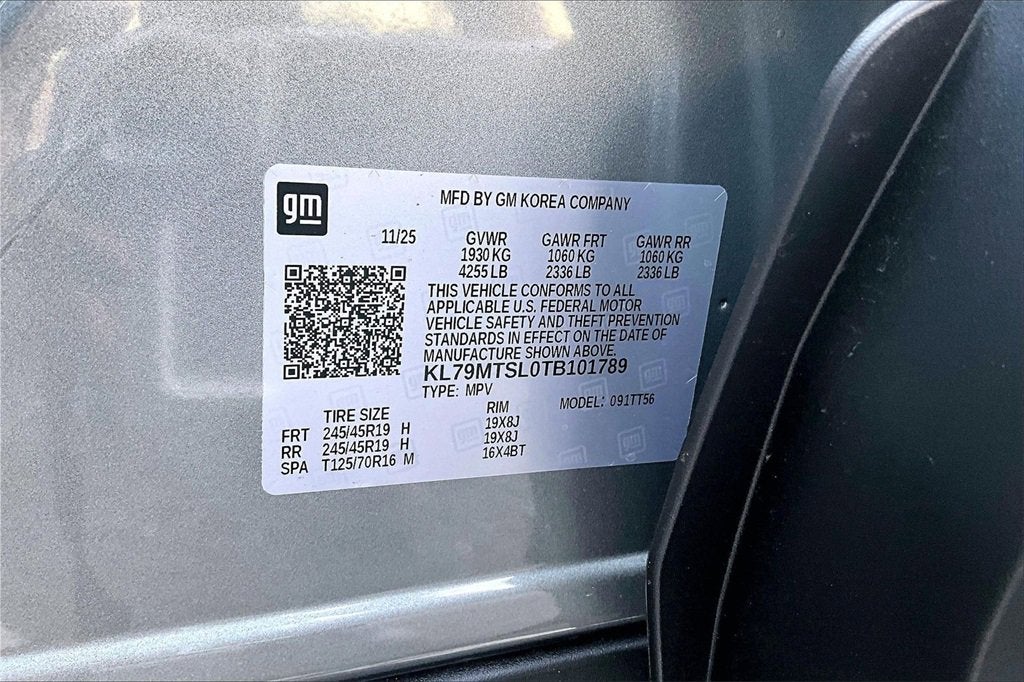 gm
MFD BY GM KOREA COMPANY
11/25 GVWR GAWR FRT GAWR RR
1930 KG 1060 KG 1060 KG
4255 LB 2336 LB 2336 LB
THIS VEHICLE CONFORMS TO ALL
APPLICABLE U.S. FEDERAL MOTOR
VEHICLE SAFETY AND THEFT PREVENTION
STANDARDS IN EFFECT ON THE DATE OF
MANUFACTURE SHOWN ABOVE.
KL79MTSL0TB101789
TYPE: MPV MODEL: 091TT56
TIRE SIZE RIM
FRT 245/45R19 H 19X8J
RR 245/45R19 H 19X8J
SPA T125/70R16 M 16X4BT